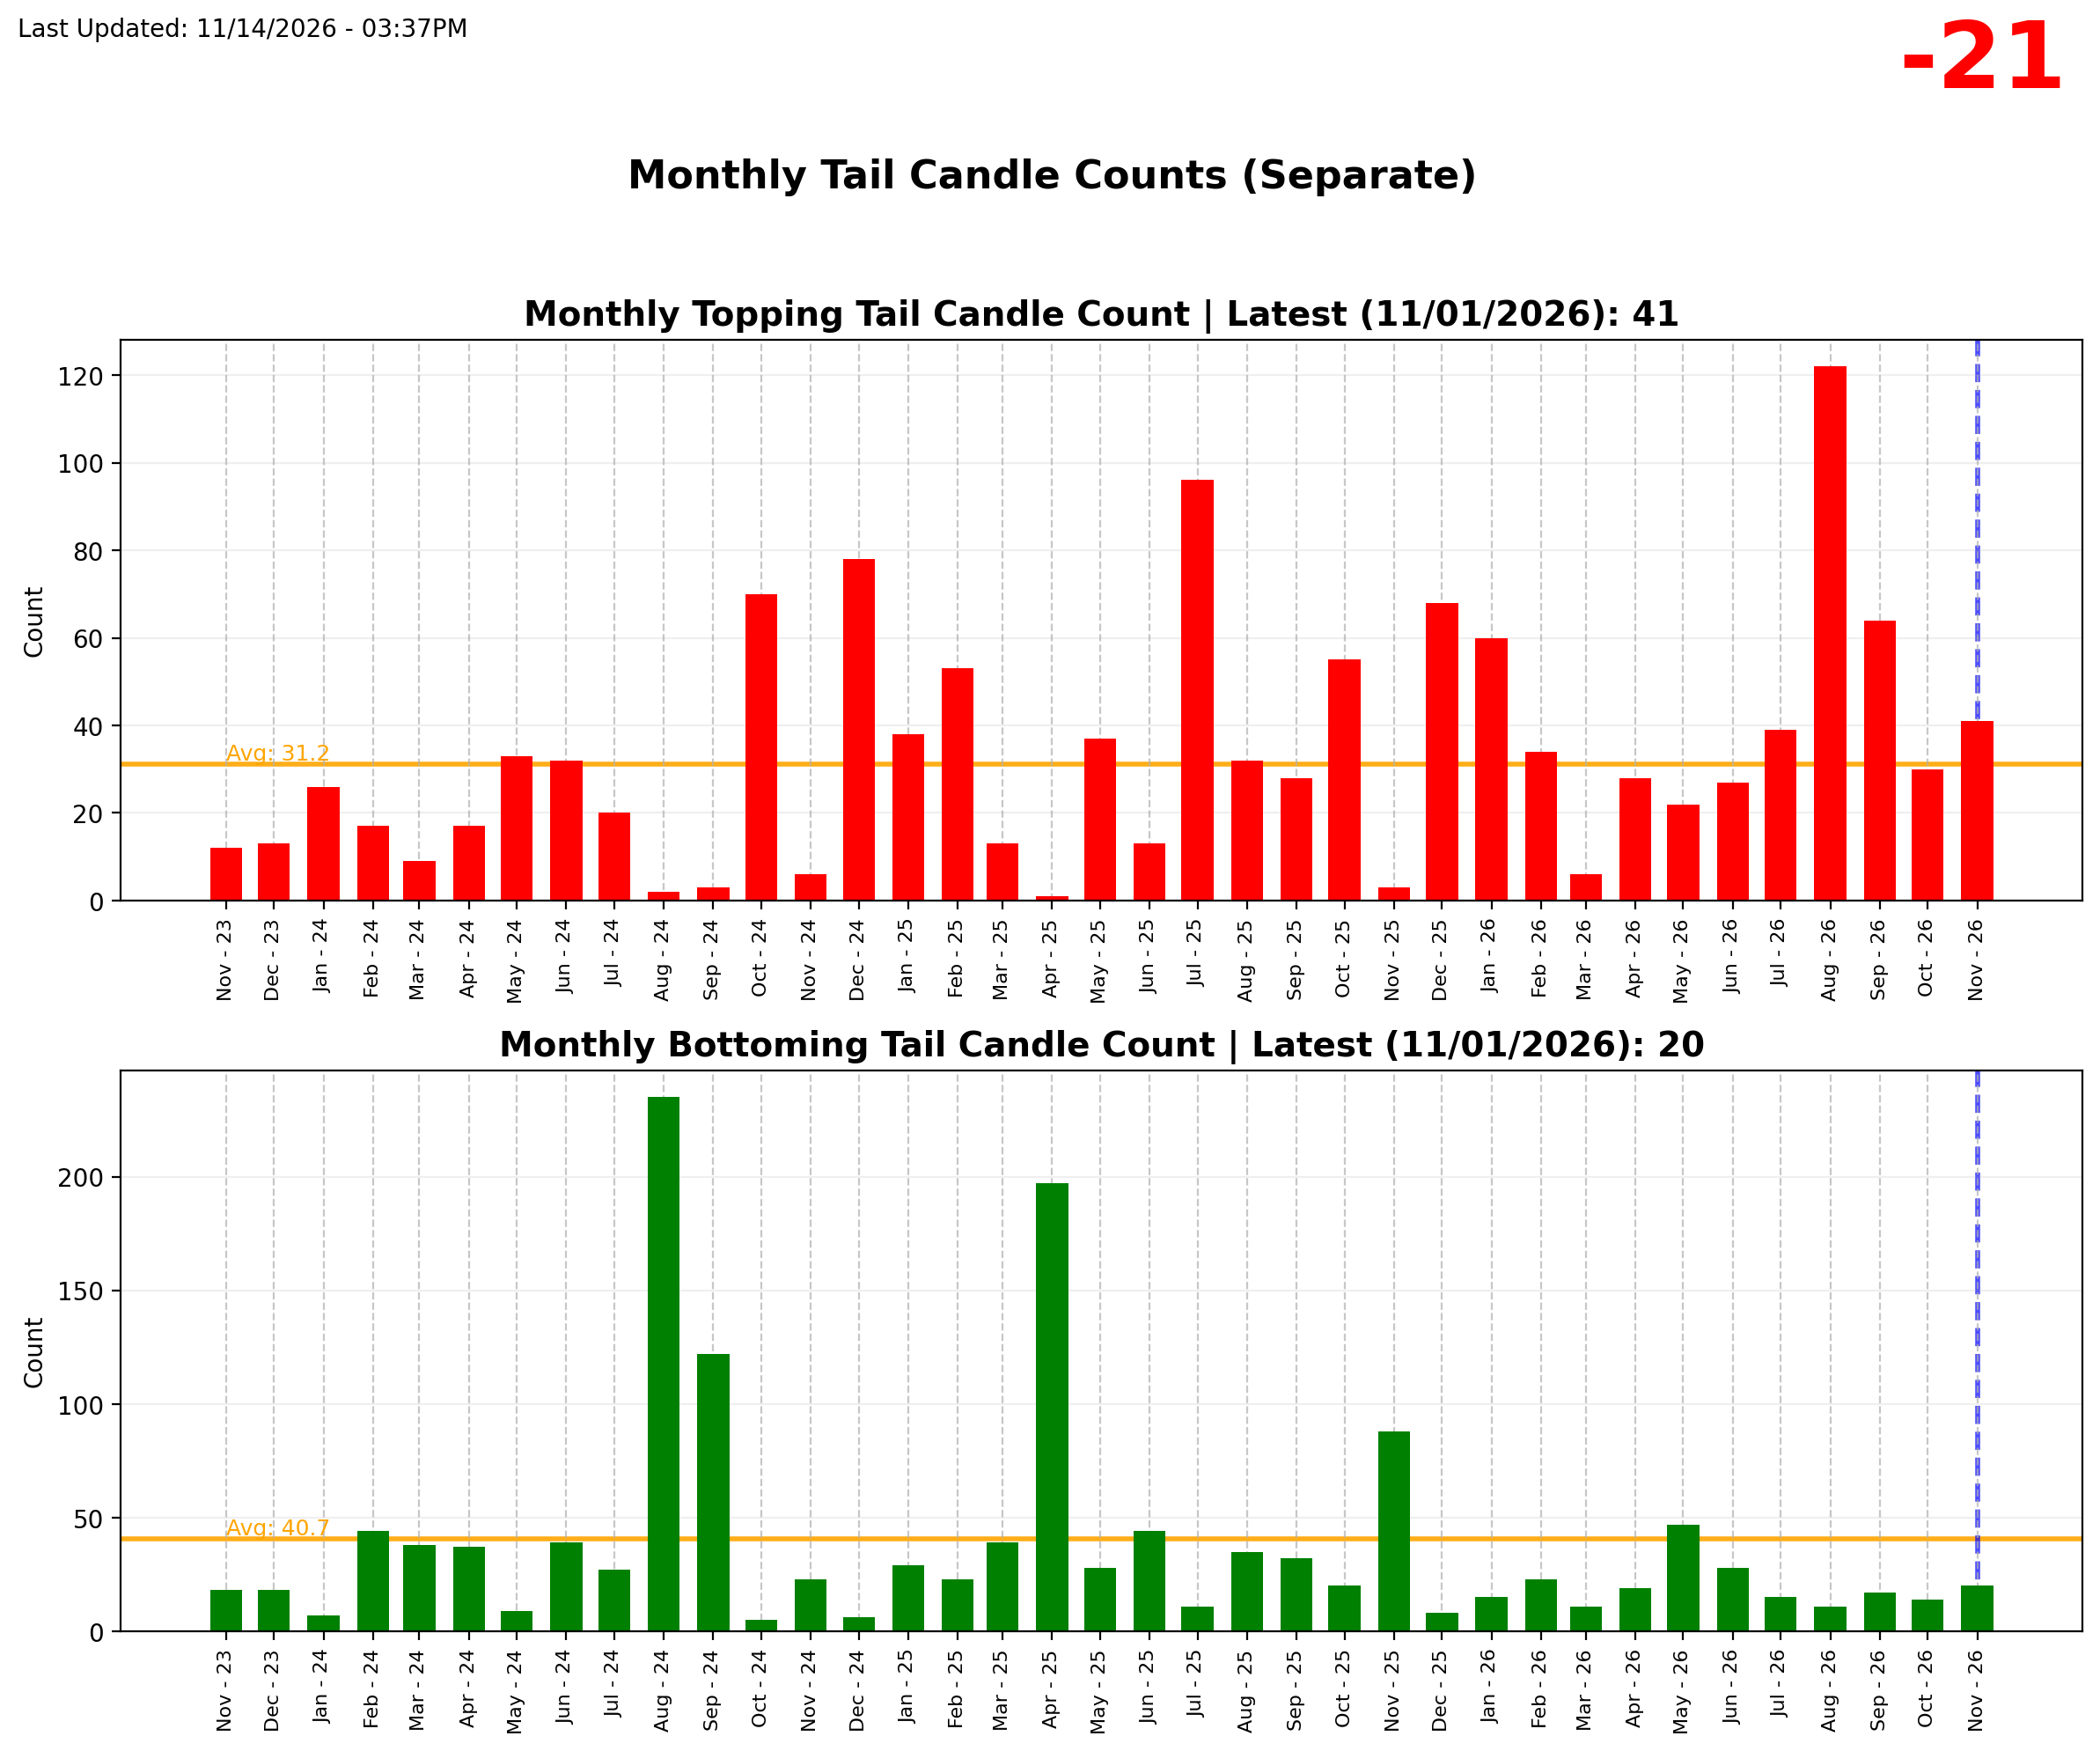 Last Updated: 11/14/2026 - 03:37PM
-21
Monthly Tail Candle Counts (Separate)
Monthly Topping Tail Candle Count | Latest (11/01/2026): 41
Count
120
100
80
60
40
20
0
Avg: 31.2
Nov - 23
Dec - 23
Jan - 24
Feb - 24
Mar - 24
Apr - 24
May - 24
Jun - 24
Jul - 24
Aug - 24
Sep - 24
Oct - 24
Nov - 24
Dec - 24
Jan - 25
Feb - 25
Mar - 25
Apr - 25
May - 25
Jun - 25
Jul - 25
Aug - 25
Sep - 25
Oct - 25
Nov - 25
Dec - 25
Jan - 26
Feb - 26
Mar - 26
Apr - 26
May - 26
Jun - 26
Jul - 26
Aug - 26
Sep - 26
Oct - 26
Nov - 26
Monthly Bottoming Tail Candle Count | Latest (11/01/2026): 20
Count
200
150
100
50
0
Avg: 40.7
Nov - 23
Dec - 23
Jan - 24
Feb - 24
Mar - 24
Apr - 24
May - 24
Jun - 24
Jul - 24
Aug - 24
Sep - 24
Oct - 24
Nov - 24
Dec - 24
Jan - 25
Feb - 25
Mar - 25
Apr - 25
May - 25
Jun - 25
Jul - 25
Aug - 25
Sep - 25
Oct - 25
Nov - 25
Dec - 25
Jan - 26
Feb - 26
Mar - 26
Apr - 26
May - 26
Jun - 26
Jul - 26
Aug - 26
Sep - 26
Oct - 26
Nov - 26